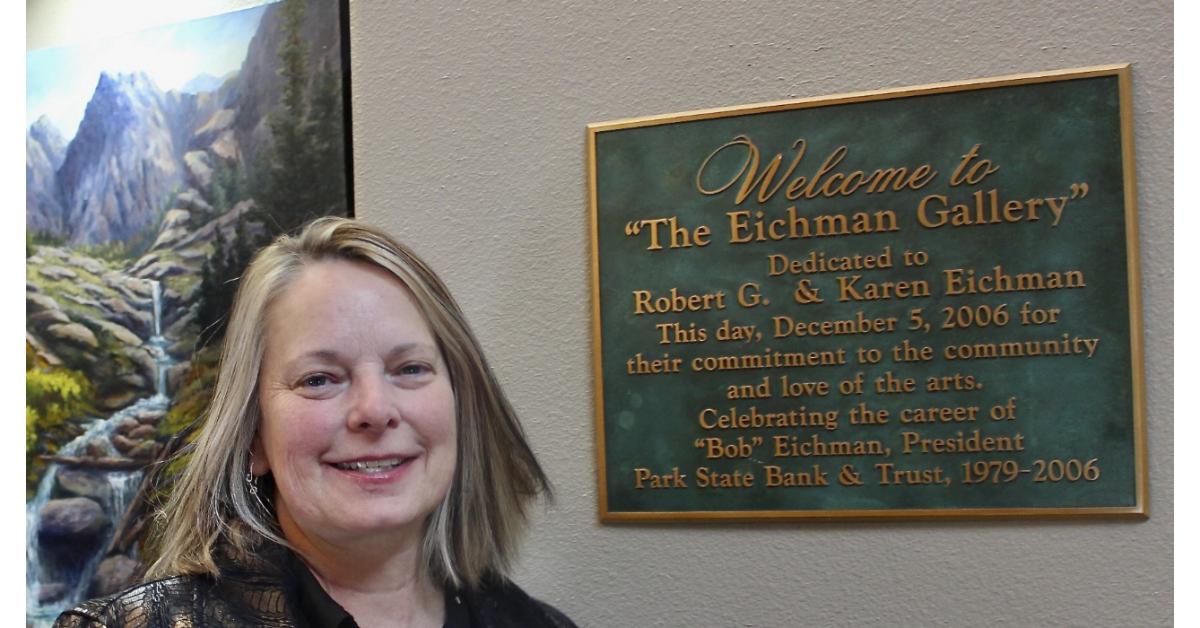 Welcome to
“The Eichman Gallery”
Dedicated to
Robert G. & Karen Eichman
This day, December 5, 2006 for
their commitment to the community
and love of the arts.
Celebrating the career of
“Bob” Eichman, President
Park State Bank & Trust, 1979-2006